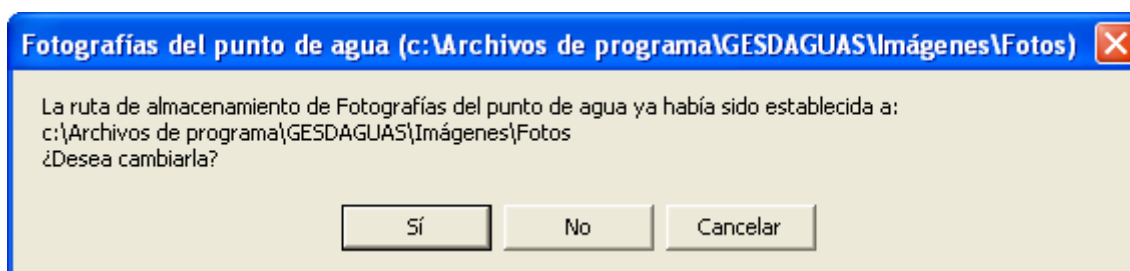 Fotografías del punto de agua (c:\Archivos de programa\GESDAGUAS\Imágenes\Fotos)
La ruta de almacenamiento de Fotografías del punto de agua ya había sido establecida a:
c:\Archivos de programa\GESDAGUAS\Imágenes\Fotos
¿Desea cambiarla?
Sí No Cancelar